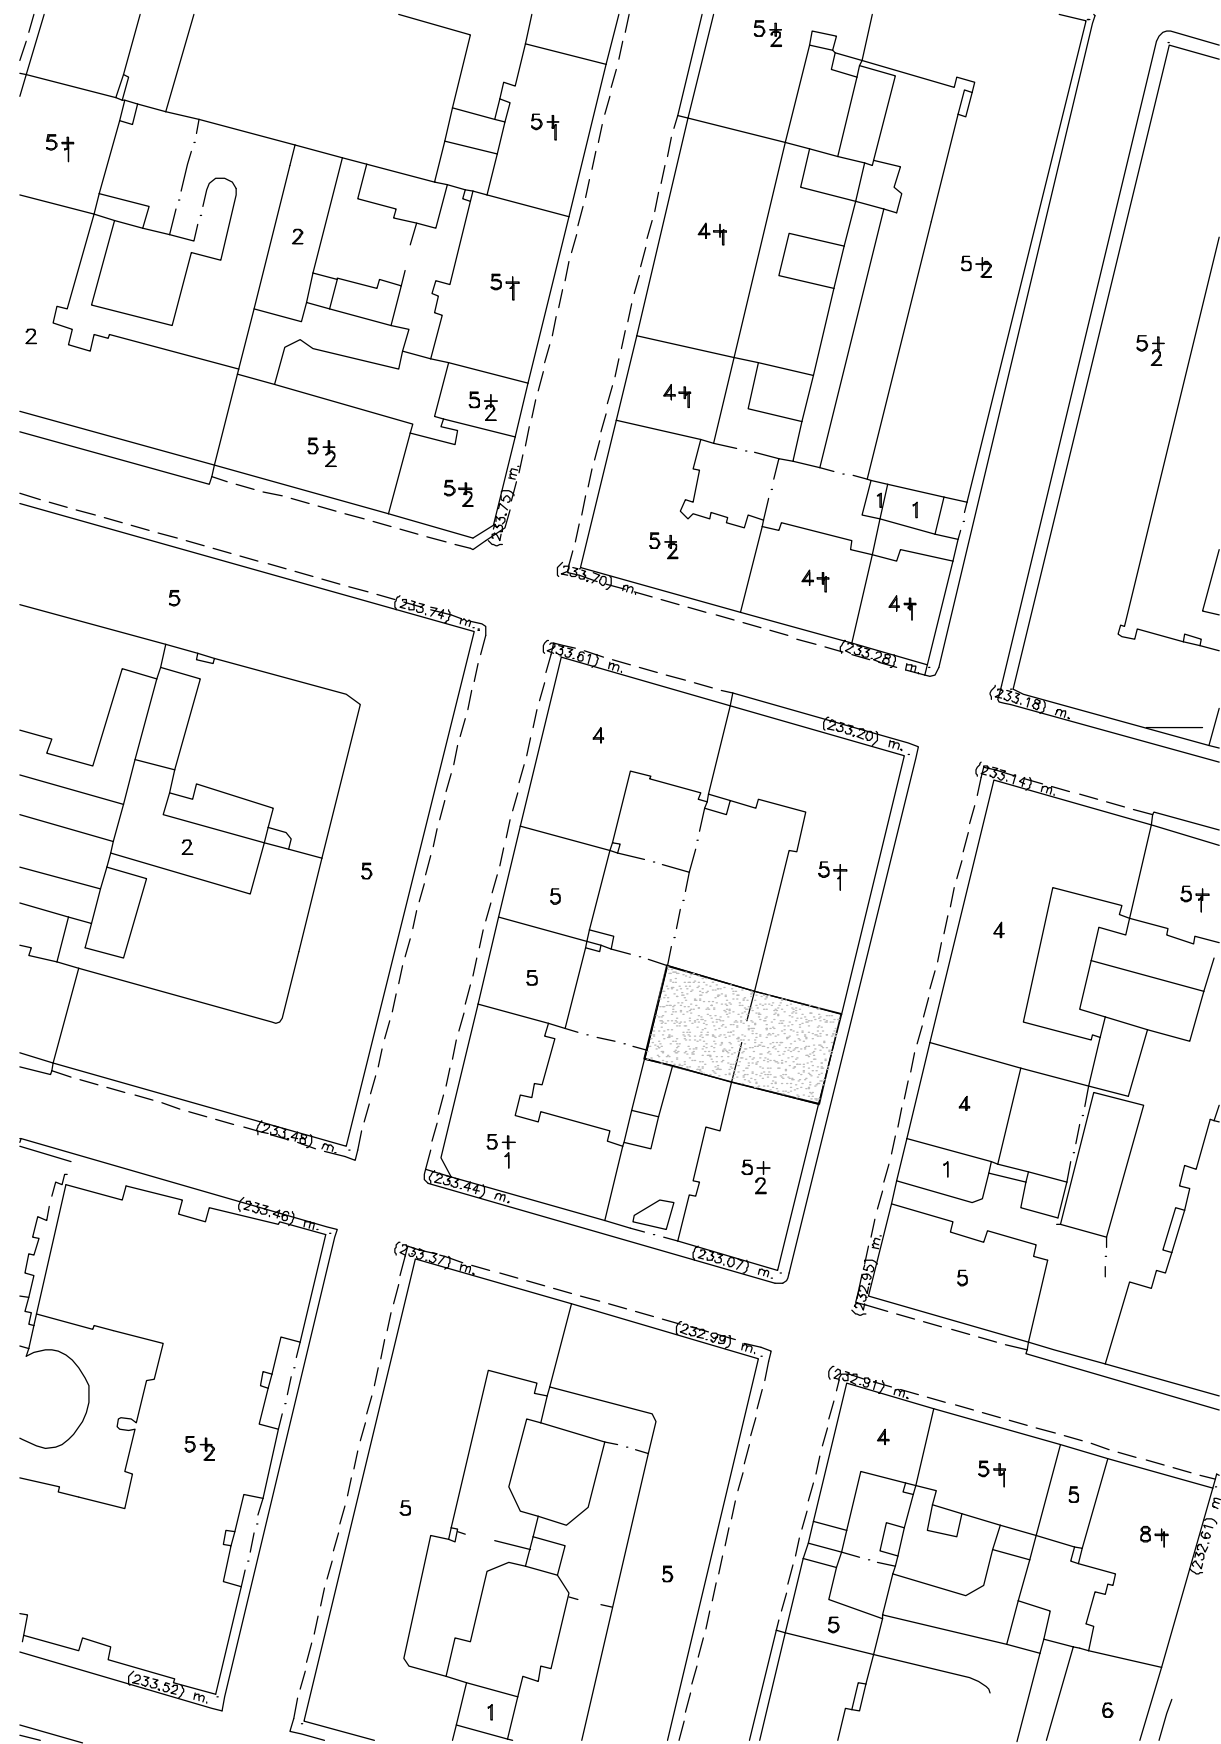 5+2
5+1
5+1
4+1
2
5+2
5+1
2
5+2
4+1
5+2
5+2
5+2
1
1
(233.75) m.
5+2
(233.70) m.
4+1
5
(233.74) m.
4+1
(233.61) m.
(233.28) m.
(233.18) m.
4
(233.20) m.
(233.14) m.
2
5
5+1
5
5+1
4
5
4
(233.48) m.
5+1
5+2
1
(233.44) m.
(233.46) m.
(233.37) m.
(233.07) m.
5
(232.95) m.
(232.99) m.
(232.91) m.
5+2
4
5+1
5
5
8+1
(232.61) m
5
5
(233.52) m.
1
6